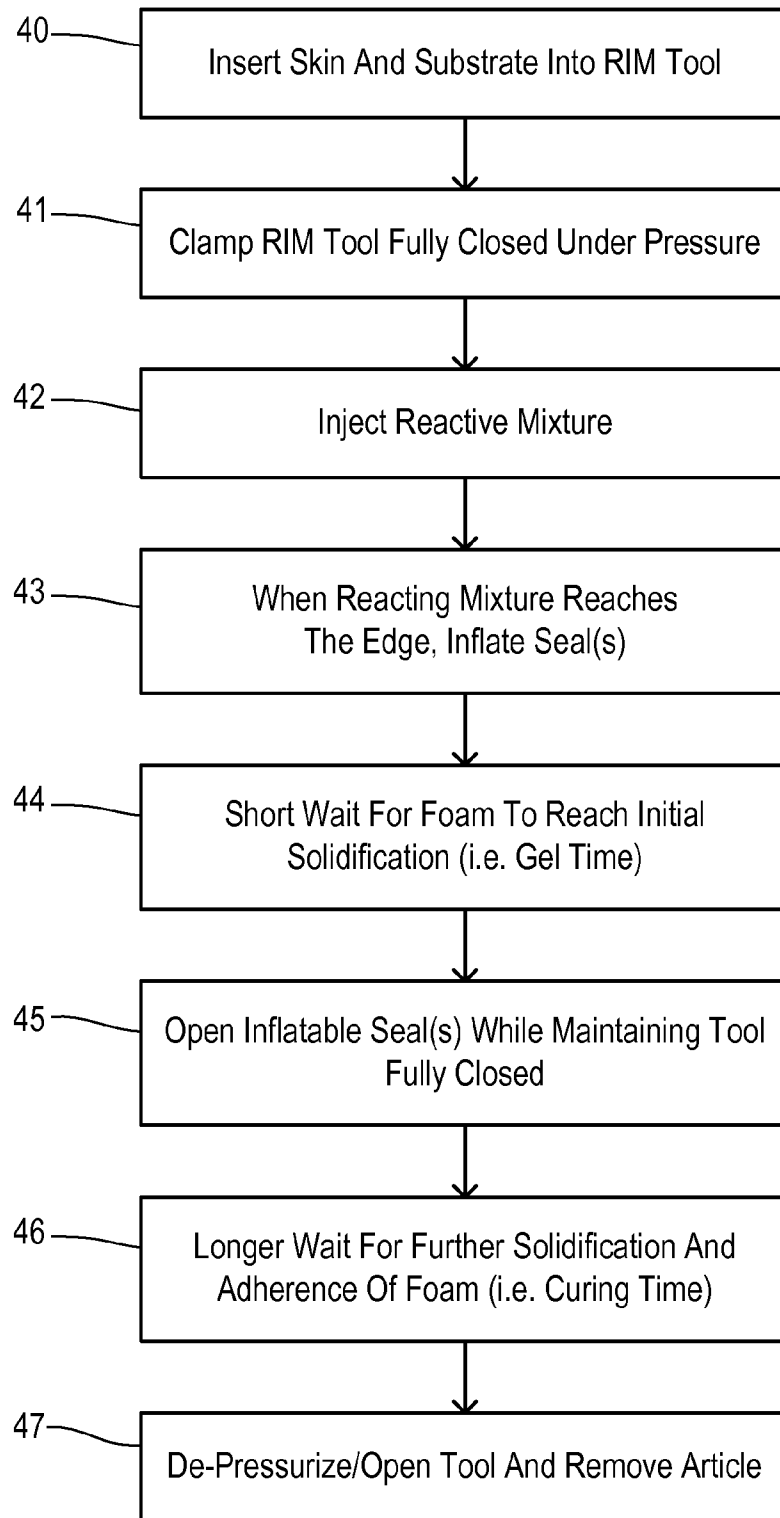 40
Insert Skin And Substrate Into RIM Tool
41
Clamp RIM Tool Fully Closed Under Pressure
42
Inject Reactive Mixture
43
When Reacting Mixture Reaches
The Edge, Inflate Seal(s)
44
Short Wait For Foam To Reach Initial
Solidification (i.e. Gel Time)
45
Open Inflatable Seal(s) While Maintaining Tool
Fully Closed
46
Longer Wait For Further Solidification And
Adherence Of Foam (i.e. Curing Time)
47
De-Pressurize/Open Tool And Remove Article